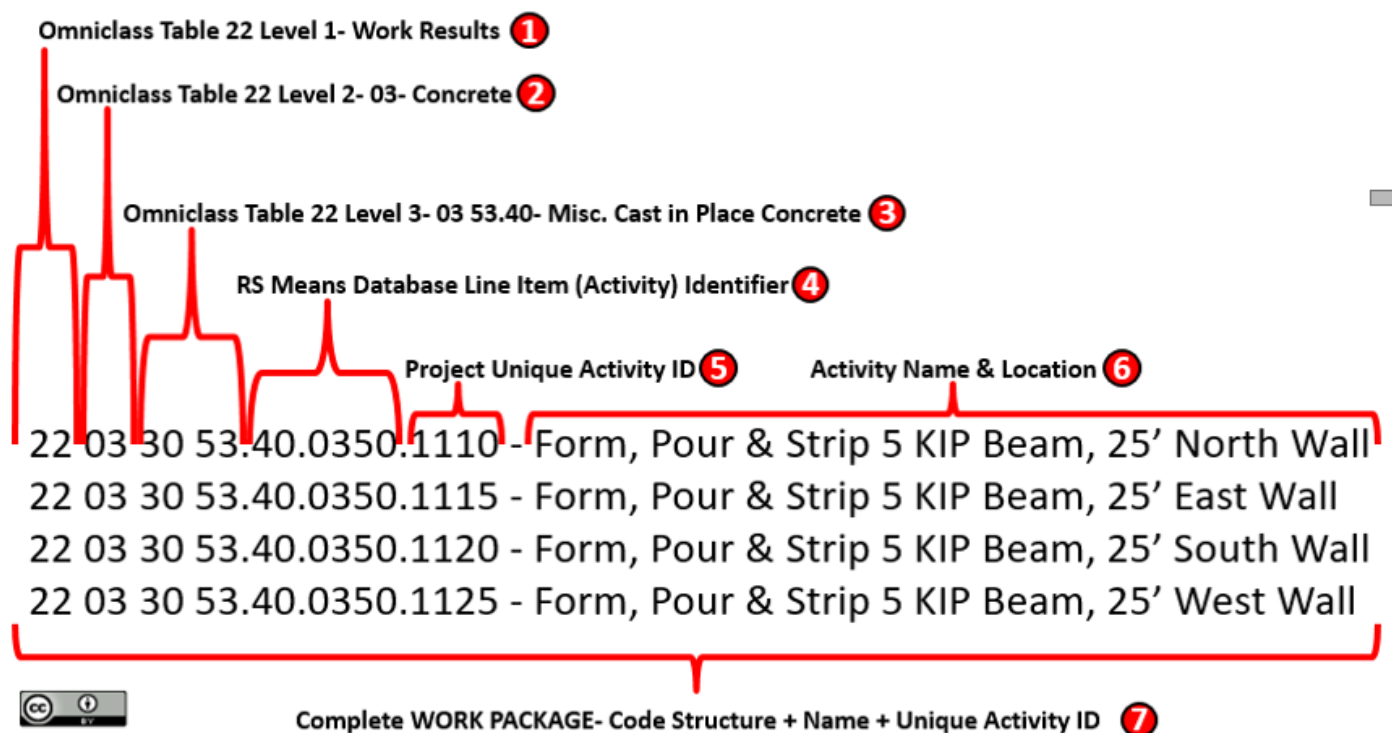 Omniclass Table 22 Level 1- Work Results 1
Omniclass Table 22 Level 2- 03- Concrete 2
Omniclass Table 22 Level 3- 03 53.40- Misc. Cast in Place Concrete 3
RS Means Database Line Item (Activity) Identifier 4
Project Unique Activity ID 5
Activity Name & Location 6
22 03 30 53.40.0350.1110 - Form, Pour & Strip 5 KIP Beam, 25’ North Wall
22 03 30 53.40.0350.1115 - Form, Pour & Strip 5 KIP Beam, 25’ East Wall
22 03 30 53.40.0350.1120 - Form, Pour & Strip 5 KIP Beam, 25’ South Wall
22 03 30 53.40.0350.1125 - Form, Pour & Strip 5 KIP Beam, 25’ West Wall
cc BY
Complete WORK PACKAGE- Code Structure + Name + Unique Activity ID 7